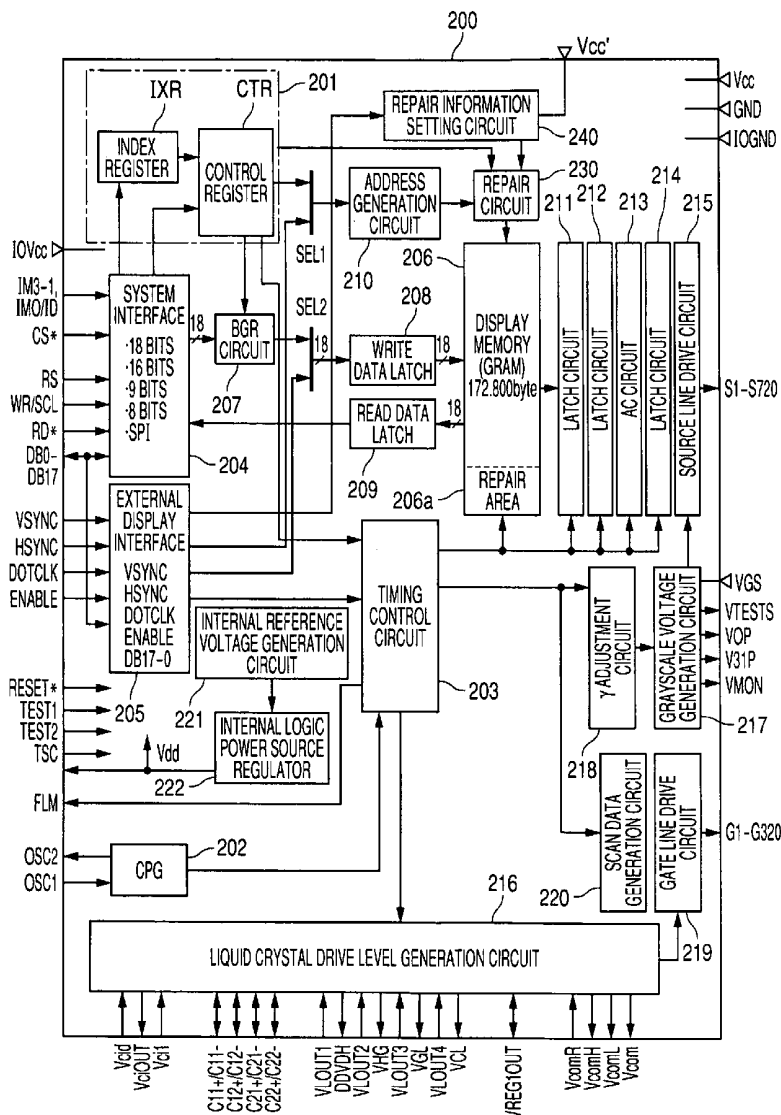 200
Vcc'
Vcc
GND
IOGND
IXR
CTR
201
INDEX
REGISTER
CONTROL
REGISTER
REPAIR INFORMATION
SETTING CIRCUIT
240
230
REPAIR
CIRCUIT
ADDRESS
GENERATION
CIRCUIT
210
SEL1
206
211
212
213
214
215
IOVcc
IM3-1,
IMO/ID
CS*
RS
WR/SCL
RD*
DB0-
DB17
SYSTEM
INTERFACE
·18 BITS
·16 BITS
·9 BITS
·8 BITS
·SPI
204
18
BGR
CIRCUIT
207
SEL2
18
208
WRITE
DATA LATCH
18
READ DATA
LATCH
209
18
DISPLAY
MEMORY
(GRAM)
172.800byte
REPAIR
AREA
206a
LATCH CIRCUIT
LATCH CIRCUIT
AC CIRCUIT
LATCH CIRCUIT
SOURCE LINE DRIVE CIRCUIT
S1-S720
VSYNC
HSYNC
DOTCLK
ENABLE
EXTERNAL
DISPLAY
INTERFACE
VSYNC
HSYNC
DOTCLK
ENABLE
DB17-0
205
INTERNAL REFERENCE
VOLTAGE GENERATION
CIRCUIT
221
INTERNAL LOGIC
POWER SOURCE
REGULATOR
222
TIMING
CONTROL
CIRCUIT
203
γ ADJUSTMENT
CIRCUIT
218
GRAYSCALE VOLTAGE
GENERATION CIRCUIT
217
VGS
VTESTS
VOP
V31P
VMON
RESET*
TEST1
TEST2
TSC
Vdd
FLM
OSC2
OSC1
CPG
202
SCAN DATA
GENERATION CIRCUIT
220
GATE LINE DRIVE
CIRCUIT
219
G1-G320
216
LIQUID CRYSTAL DRIVE LEVEL GENERATION CIRCUIT
Vcid
VciOUT
Vci1
C11+/C11-
C12+/C12-
C21+/C21-
C22+/C22-
VLOUT1
DDVDH
VLOUT2
VHG
VLOUT3
VGL
VLOUT4
VCL
VREG1OUT
VcomR
VcomH
VcomL
Vcom